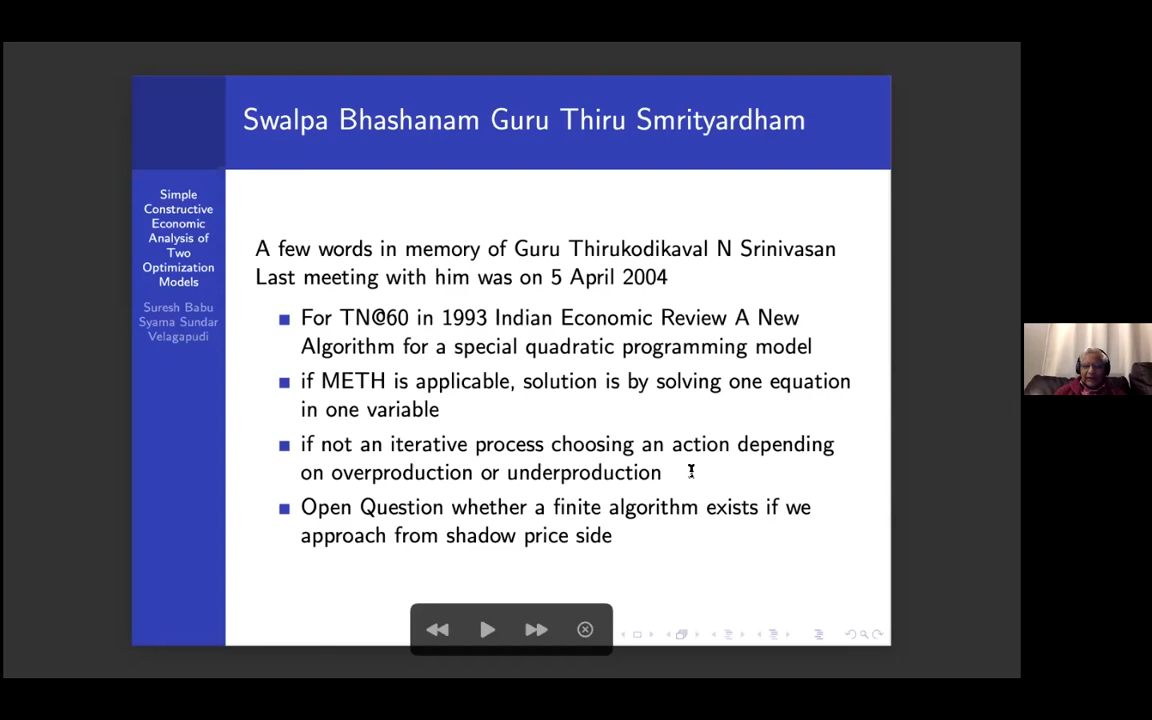 Swalpa Bhashanam Guru Thiru Smrityardham
Simple
Constructive
Economic
Analysis of
Two
Optimization
Models
Suresh Babu
Syama Sundar
Velagapudi
A few words in memory of Guru Thirukodikaval N Srinivasan
Last meeting with him was on 5 April 2004
For TN@60 in 1993 Indian Economic Review A New
Algorithm for a special quadratic programming model
if METH is applicable, solution is by solving one equation
in one variable
if not an iterative process choosing an action depending
on overproduction or underproduction
Open Question whether a finite algorithm exists if we
approach from shadow price side